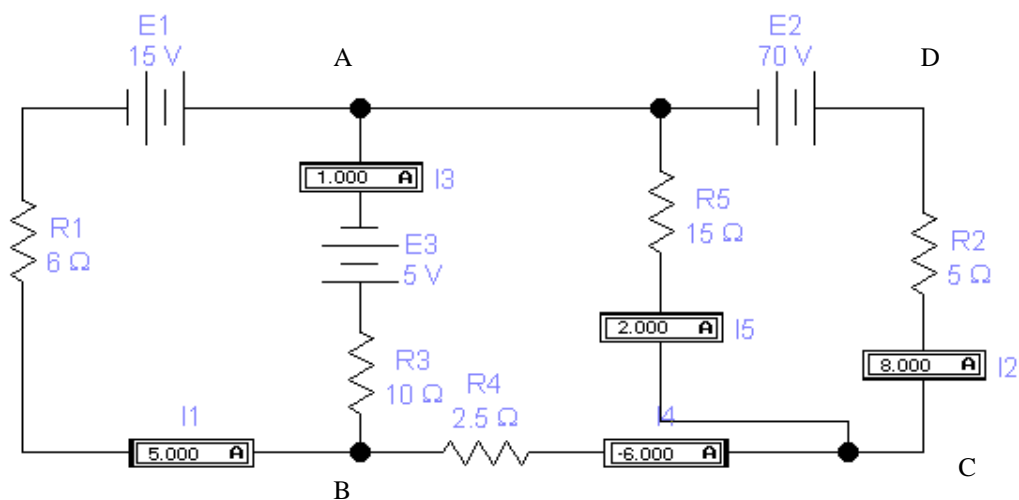 E1
15 V
A
E2
70 V
D
1.000 A I3
R1
6 Ω
E3
5 V
R5
15 Ω
R2
5 Ω
2.000 A I5
R3
10 Ω
R4
2.5 Ω
8.000 A I2
I1
5.000 A
I4
-6.000 A
B
C